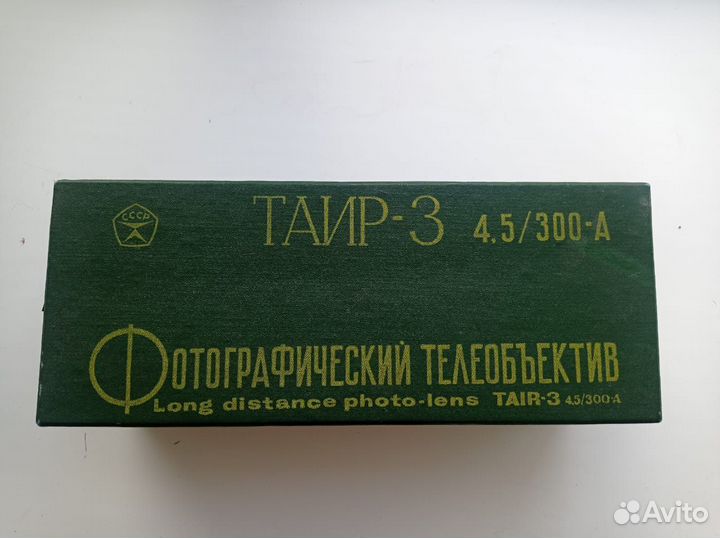 СССР
ТАИР-3 4,5/300-А
ФОТОГРАФИЧЕСКИЙ ТЕЛЕОБЪЕКТИВ
Long distance photo-lens TAIR-3 4,5/300-A
Avito